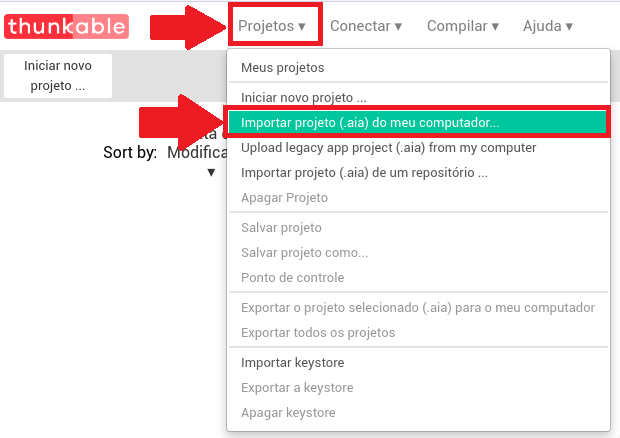 thunkable
Projetos ▾
Conectar ▾
Compilar ▾
Ajuda ▾
Iniciar novo
projeto ...
Sort by:
Meus projetos
Iniciar novo projeto ...
Importar projeto (.aia) do meu computador...
Upload legacy app project (.aia) from my computer
Importar projeto (.aia) de um repositório ...
Apagar Projeto
Salvar projeto
Salvar projeto como...
Ponto de controle
Exportar o projeto selecionado (.aia) para o meu computador
Exportar todos os projetos
Importar keystore
Exportar a keystore
Apagar keystore